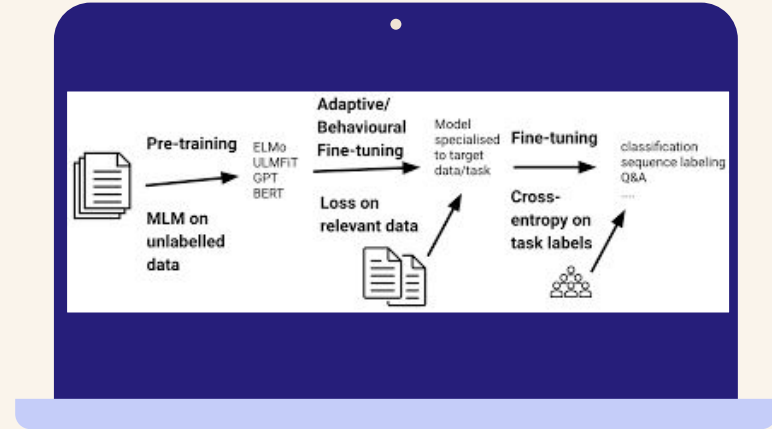 Pre-training
MLM on
unlabelled
data
ELMo
ULMFiT
GPT
BERT
Adaptive/
Behavioural
Fine-tuning
Loss on
relevant data
Model
specialised
to target
data/task
Fine-tuning
Cross-
entropy on
task labels
classification
sequence labeling
Q&A
....